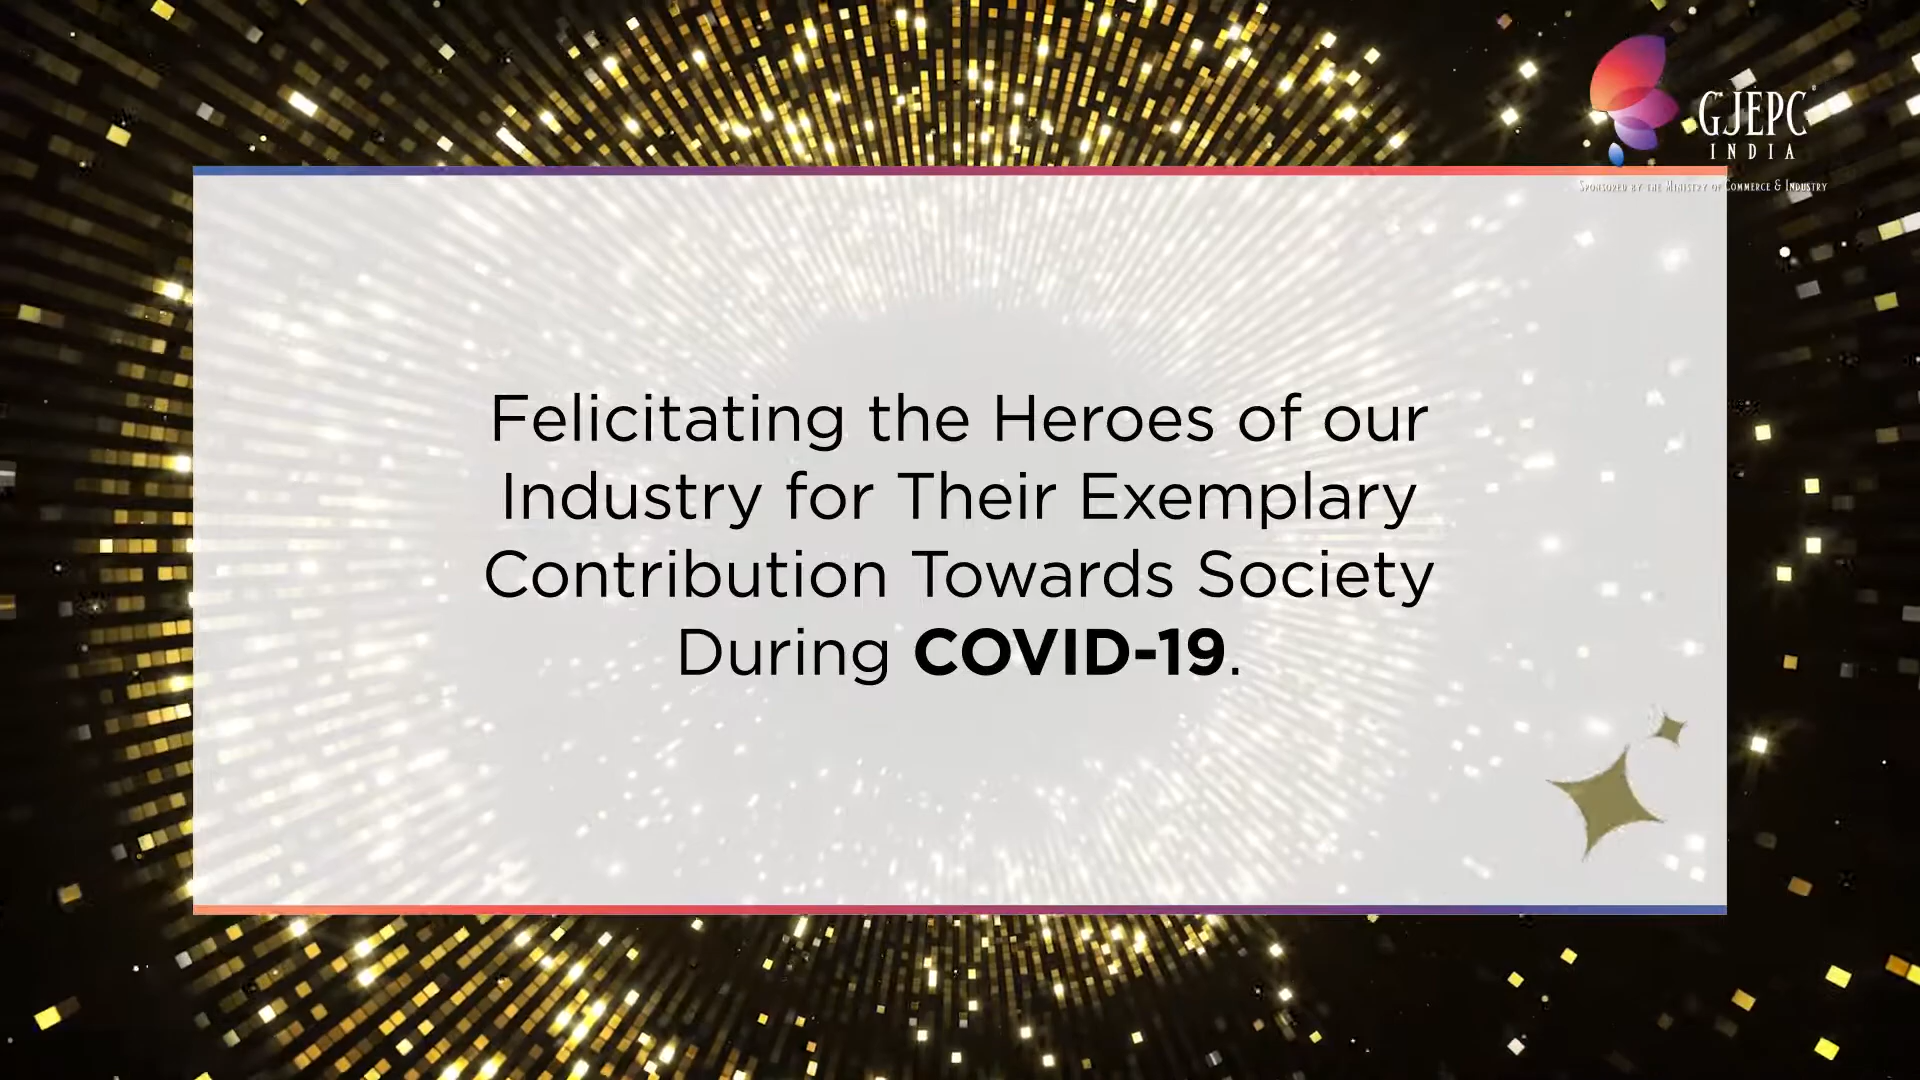 GJEPC
INDIA
Sponsored by the Ministry of Commerce & Industry
Felicitating the Heroes of our
Industry for Their Exemplary
Contribution Towards Society
During COVID-19.